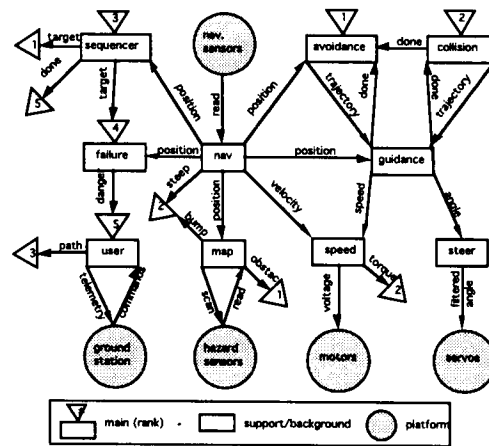 3
1
2
nav.
sensors
1
target
sequencer
avoidance
done
collision
done
5
target
position
read
position
trajectory
done
done
trajectory
4
failure
position
nav
position
guidance
danger
steep
position
velocity
speed
angle
5
2
bump
3
path
user
map
obstacle
1
speed
torque
2
steer
telemetry
commands
scan
read
voltage
filtered
angle
ground
station
hazard
sensors
motors
servos
main (rank)
support/background
platform